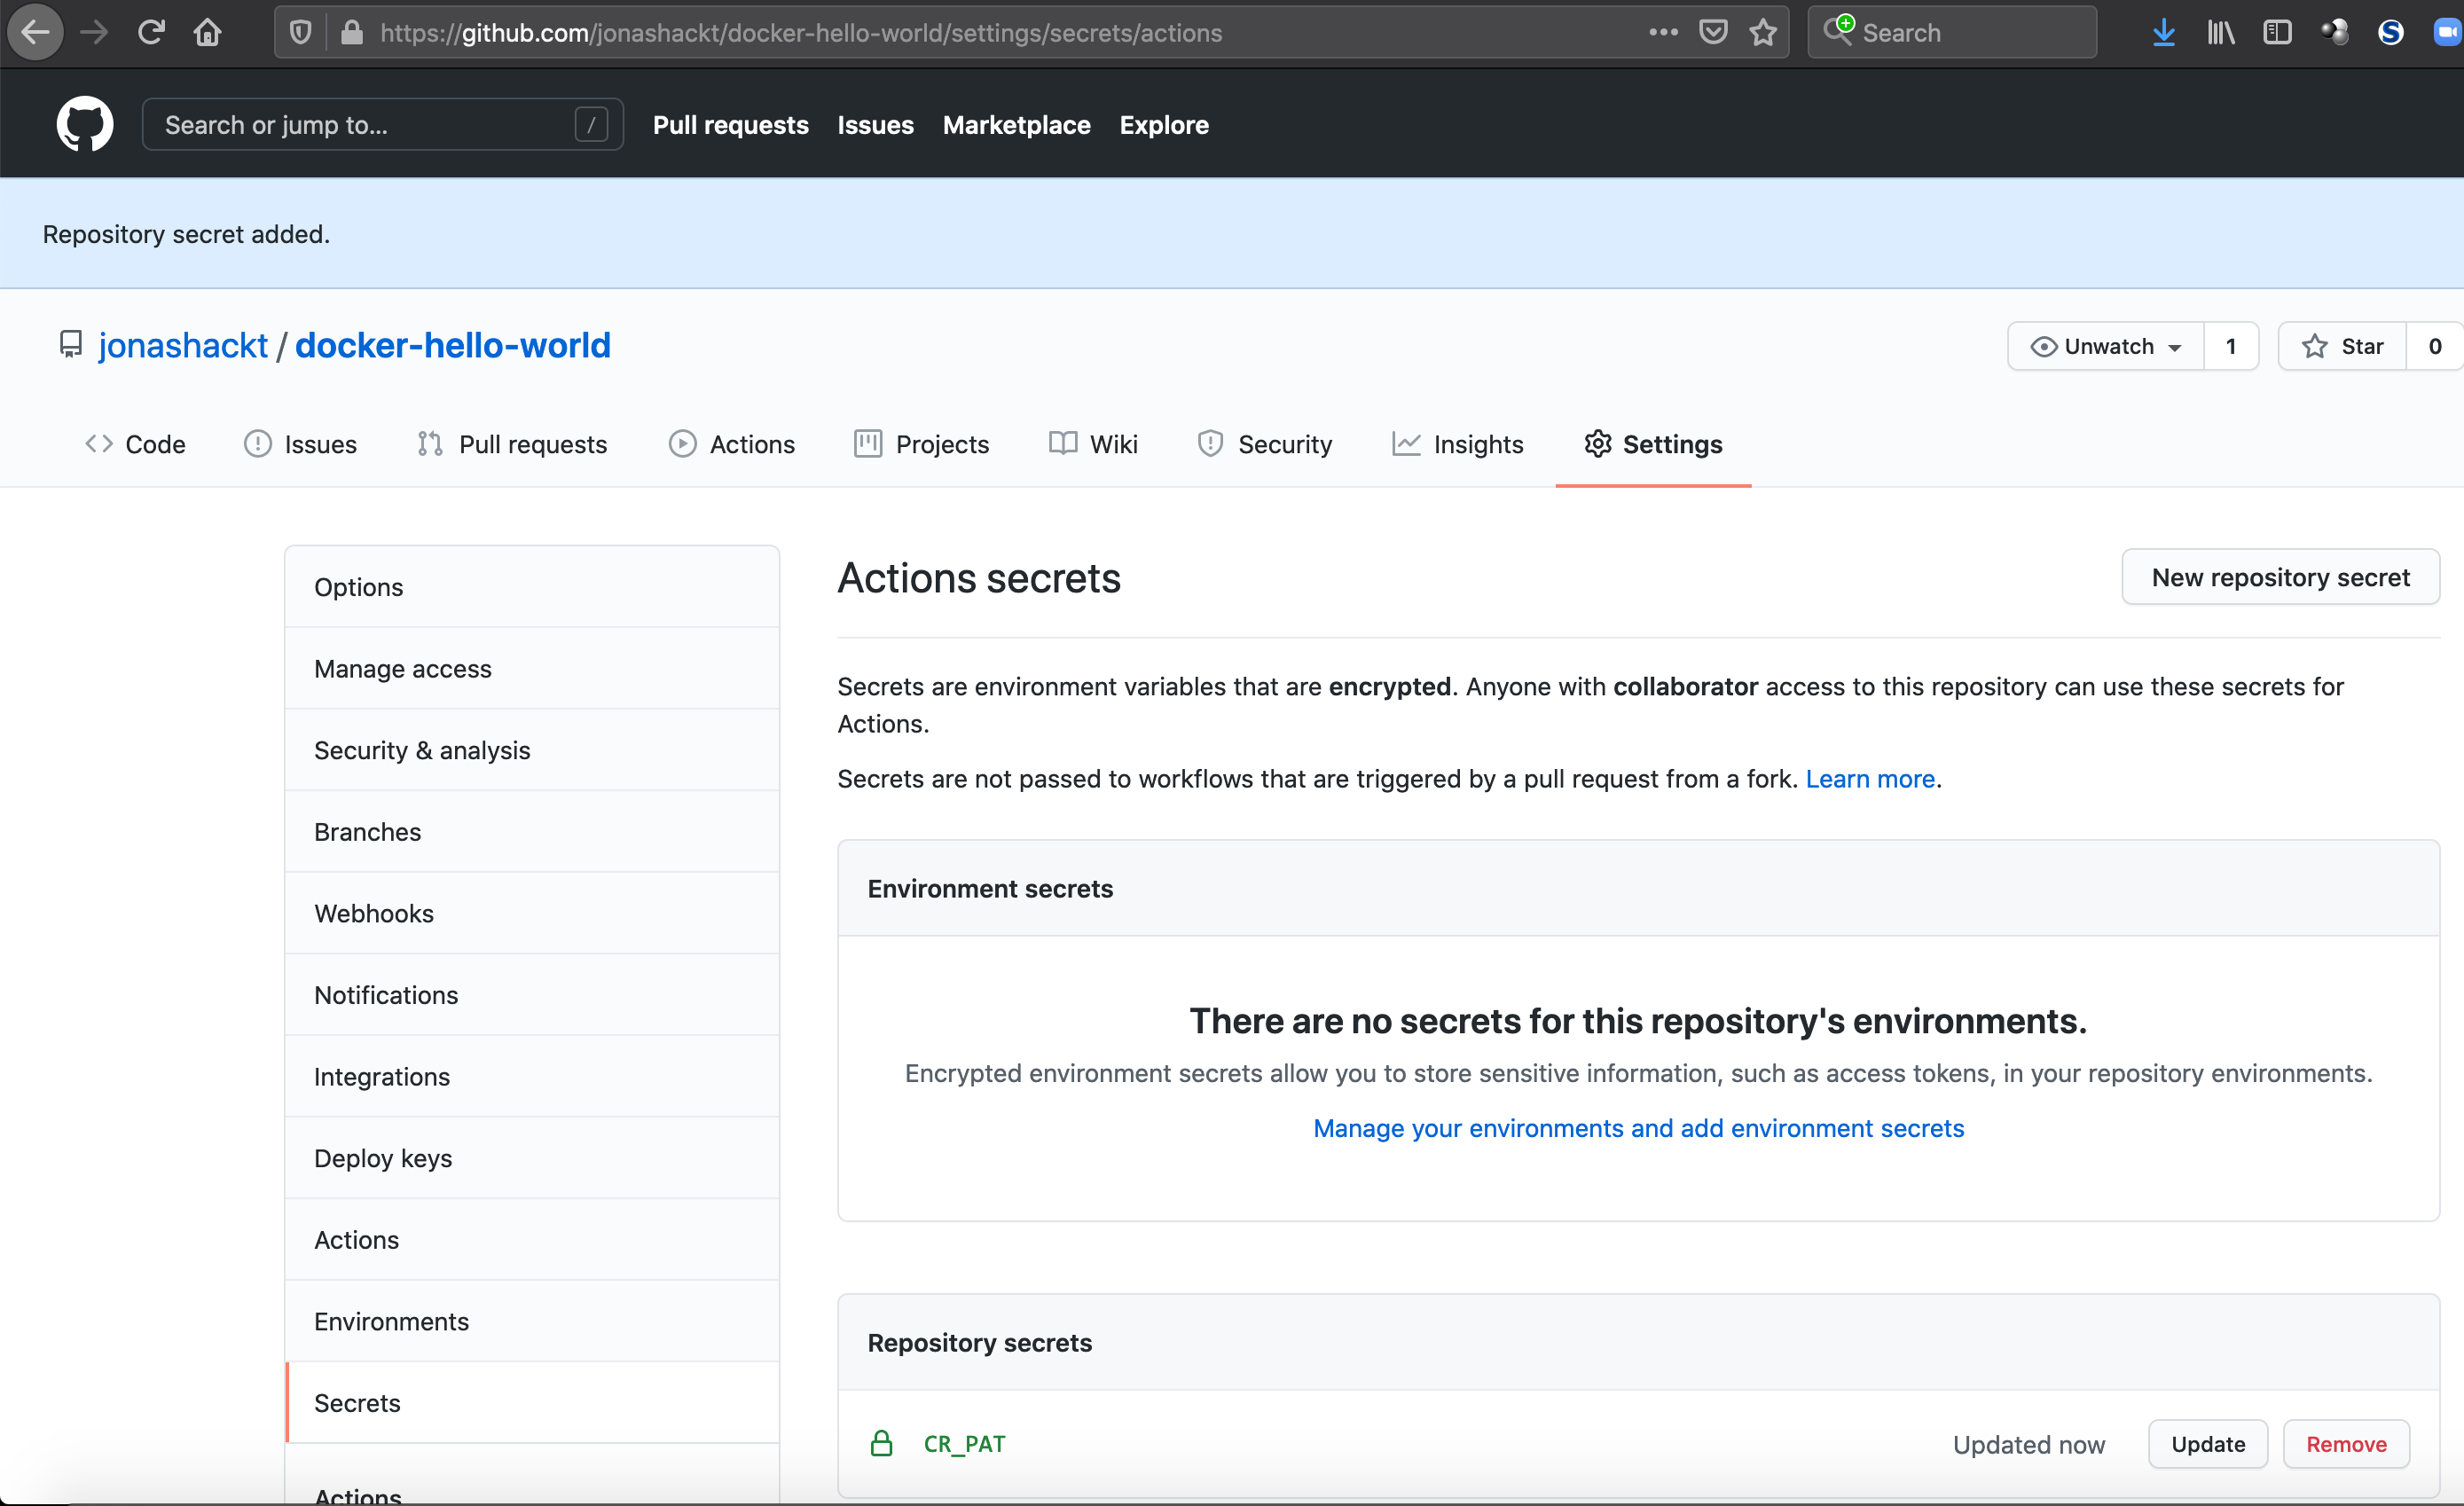 https://github.com/jonashackt/docker-hello-world/settings/secrets/actions
Search
Search or jump to...
/
Pull requests
Issues
Marketplace
Explore
Repository secret added.
jonashackt / docker-hello-world
Unwatch
1
Star
0
Code
Issues
Pull requests
Actions
Projects
Wiki
Security
Insights
Settings
Options
Manage access
Security & analysis
Branches
Webhooks
Notifications
Integrations
Deploy keys
Actions
Environments
Secrets
Actions
Actions secrets
New repository secret
Secrets are environment variables that are encrypted. Anyone with collaborator access to this repository can use these secrets for
Actions.
Secrets are not passed to workflows that are triggered by a pull request from a fork. Learn more.
Environment secrets
There are no secrets for this repository's environments.
Encrypted environment secrets allow you to store sensitive information, such as access tokens, in your repository environments.
Manage your environments and add environment secrets
Repository secrets
CR_PAT
Updated now
Update
Remove